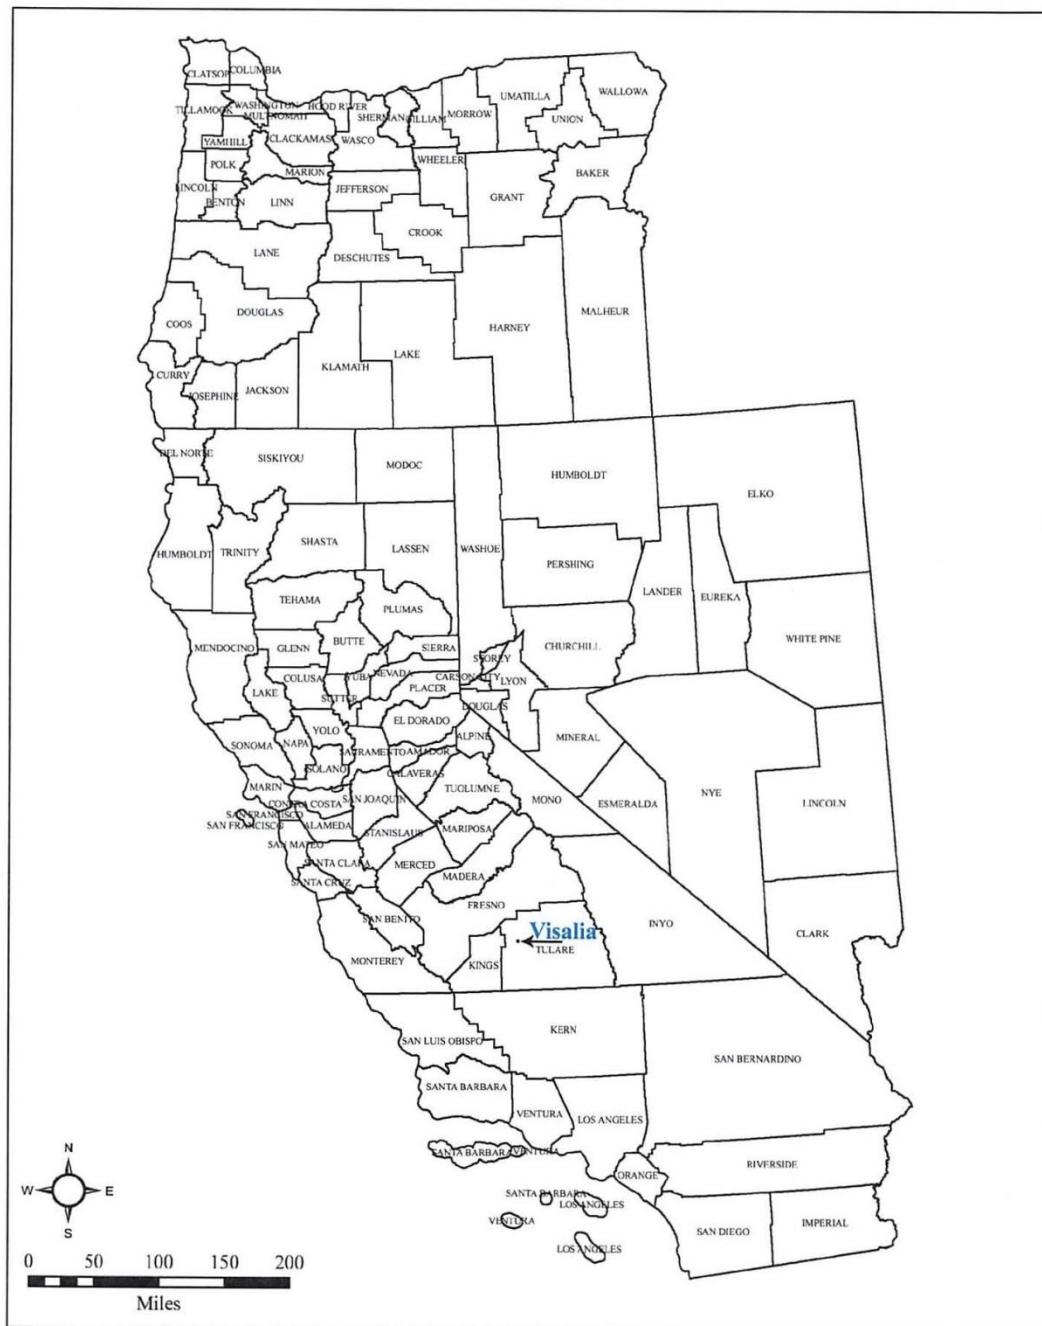 CLATSOP
COLUMBIA
TILLAMOOK
WASHINGTON
MULTNOMAH
HOOD RIVER
SHERMAN
GILLIAM
MORROW
UMATILLA
UNION
WALLOWA
YAMHILL
CLACKAMAS
WASCO
POLK
MARION
WHEELER
BAKER
LINCOLN
BENTON
LINN
JEFFERSON
GRANT
CROOK
LANE
DESCHUTES
DOUGLAS
COOS
MALHEUR
HARNEY
LAKE
KLAMATH
CURRY
JOSEPHINE
JACKSON
DEL NORTE
SISKIYOU
MODOC
HUMBOLDT
ELKO
HUMBOLDT
TRINITY
SHASTA
LASSEN
WASHOE
PERSHING
LANDER
EUREKA
TEHAMA
PLUMAS
WHITE PINE
MENDOCINO
GLENN
BUTTE
SIERRA
CHURCHILL
STOREY
LAKE
COLUSA
YUBA
NEVADA
CARSON CITY
LYON
SUTTER
PLACER
DOUGLAS
EL DORADO
YOLO
ALPINE
MINERAL
SONOMA
NAPA
SACRAMENTO
AMADOR
SOLANO
CALAVERAS
MARIN
TUOLUMNE
NYE
CONTRA COSTA
SAN JOAQUIN
MONO
ESMERALDA
LINCOLN
SAN FRANCISCO
SAN FRANCISCO
ALAMEDA
STANISLAUS
MARIPOSA
SAN MATEO
SANTA CLARA
MERCED
MADERA
SANTA CRUZ
FRESNO
SAN BENITO
INYO
CLARK
Visalia
TULARE
MONTEREY
KINGS
KERN
SAN LUIS OBISPO
SAN BERNARDINO
SANTA BARBARA
VENTURA
LOS ANGELES
SANTA BARBARA
VENTURA
RIVERSIDE
ORANGE
SANTA BARBARA
LOS ANGELES
VENTURA
SAN DIEGO
IMPERIAL
LOS ANGELES
N
W E
S
0 50 100 150 200
Miles